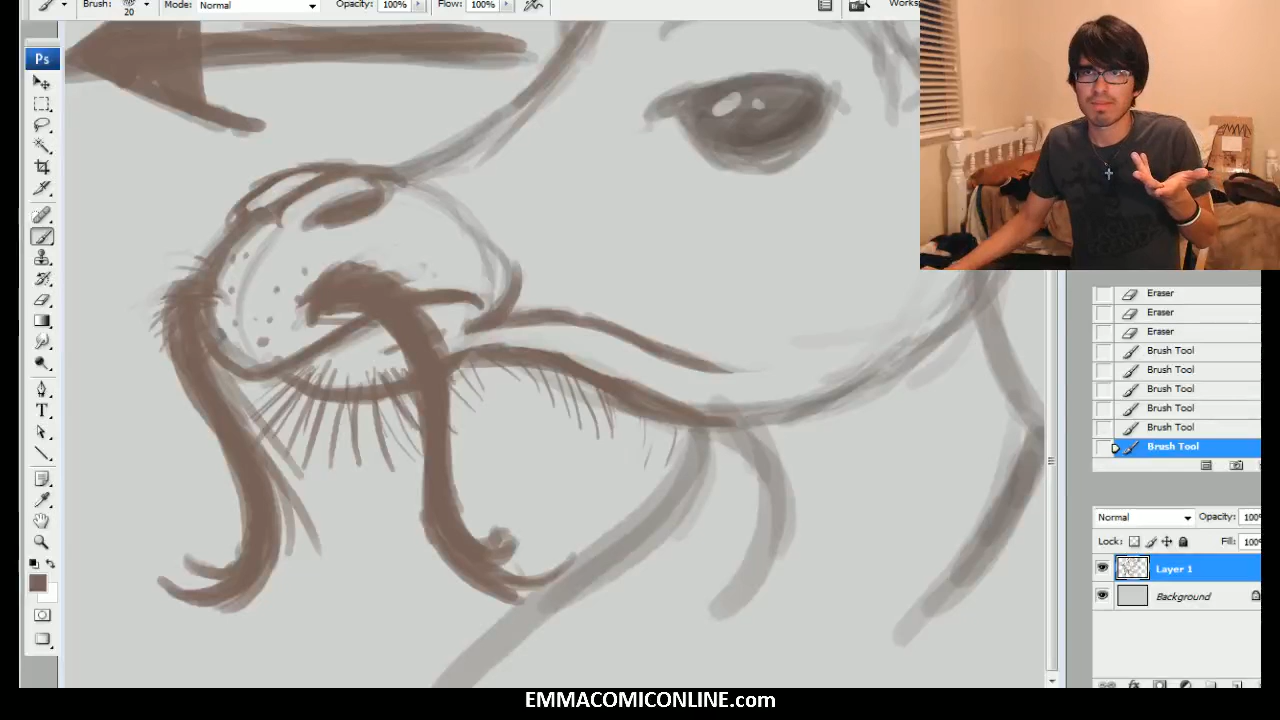 Brush: 20 Mode: Normal Opacity: 100% Flow: 100%
Ps
Eraser
Eraser
Eraser
Brush Tool
Brush Tool
Brush Tool
Brush Tool
Brush Tool
Brush Tool
Normal Opacity: 100%
Lock: Fill: 100%
Layer 1
Background
EMMACOMICONLINE.com